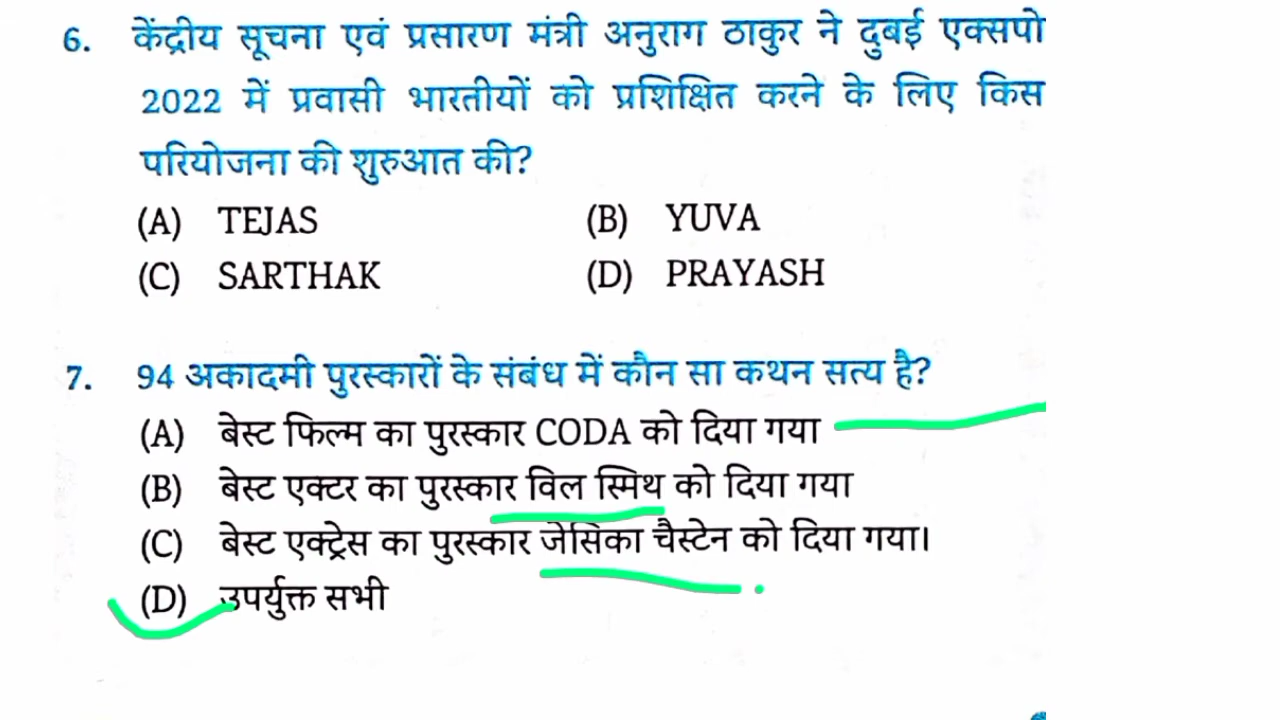 6. केंद्रीय सूचना एवं प्रसारण मंत्री अनुराग ठाकुर ने दुबई एक्सपो
2022 में प्रवासी भारतीयों को प्रशिक्षित करने के लिए किस
परियोजना की शुरुआत की?
(A) TEJAS (B) YUVA
(C) SARTHAK (D) PRAYASH
7. 94 अकादमी पुरस्कारों के संबंध में कौन सा कथन सत्य है?
(A) बेस्ट फिल्म का पुरस्कार CODA को दिया गया
(B) बेस्ट एक्टर का पुरस्कार विल स्मिथ को दिया गया
(C) बेस्ट एक्ट्रेस का पुरस्कार जेसिका चैस्टेन को दिया गया।
(D) उपर्युक्त सभी